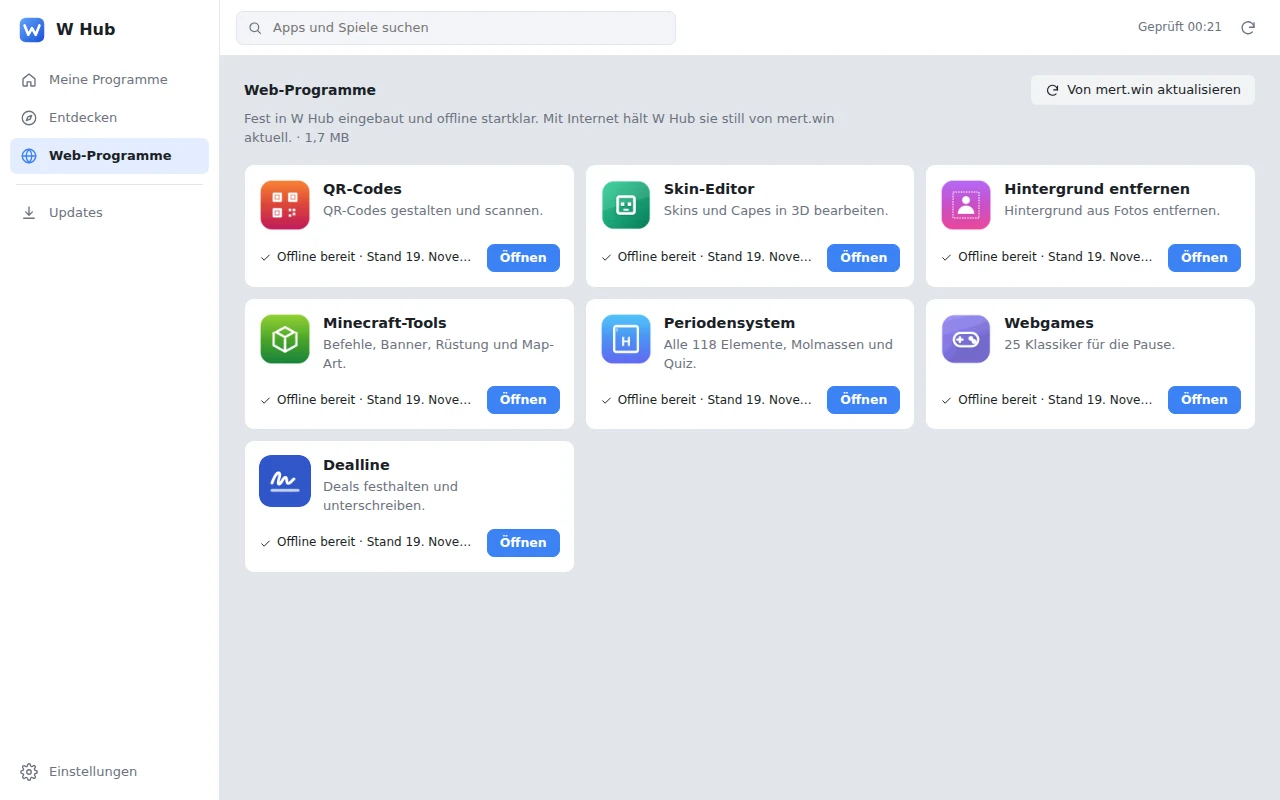 W Hub
Apps und Spiele suchen
Geprüft 00:21
Meine Programme
Entdecken
Web-Programme
Updates
Einstellungen
Web-Programme
Von mert.win aktualisieren
Fest in W Hub eingebaut und offline startklar. Mit Internet hält W Hub sie still von mert.win
aktuell. · 1,7 MB
QR-Codes
QR-Codes gestalten und scannen.
Offline bereit · Stand 19. Nove…
Öffnen
Skin-Editor
Skins und Capes in 3D bearbeiten.
Offline bereit · Stand 19. Nove…
Öffnen
Hintergrund entfernen
Hintergrund aus Fotos entfernen.
Offline bereit · Stand 19. Nove…
Öffnen
Minecraft-Tools
Befehle, Banner, Rüstung und Map-
Art.
Offline bereit · Stand 19. Nove…
Öffnen
H
Periodensystem
Alle 118 Elemente, Molmassen und
Quiz.
Offline bereit · Stand 19. Nove…
Öffnen
Webgames
25 Klassiker für die Pause.
Offline bereit · Stand 19. Nove…
Öffnen
Dealline
Deals festhalten und
unterschreiben.
Offline bereit · Stand 19. Nove…
Öffnen